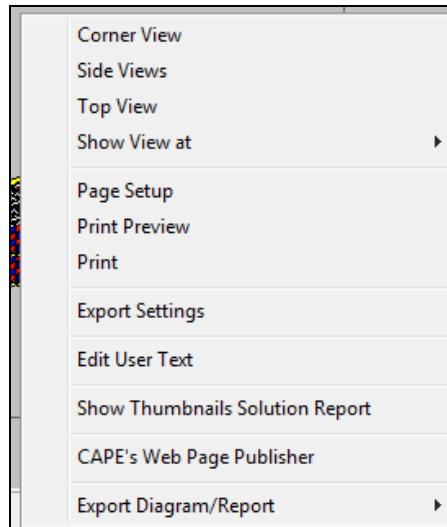 Corner View
Side Views
Top View
Show View at
Page Setup
Print Preview
Print
Export Settings
Edit User Text
Show Thumbnails Solution Report
CAPE's Web Page Publisher
Export Diagram/Report